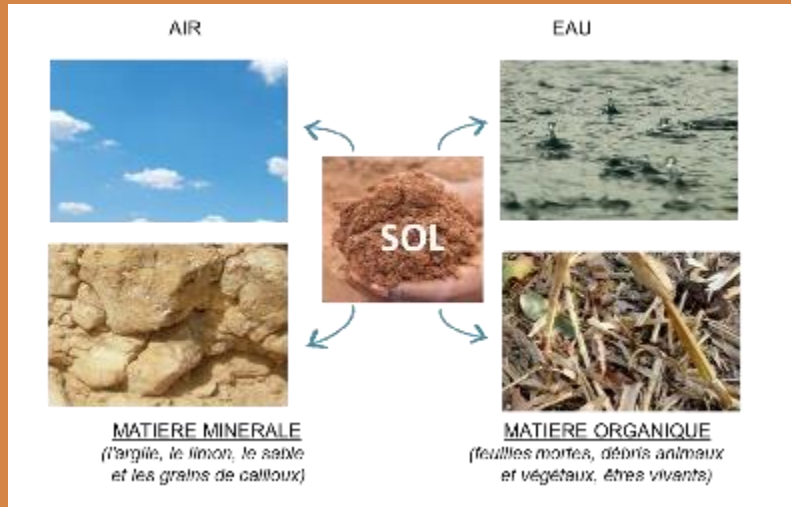 AIR
EAU
SOL
MATIERE MINERALE
(l'argile, le limon, le sable
et les grains de cailloux)
MATIERE ORGANIQUE
(feuilles mortes, débris animaux
et végétaux, êtres vivants)